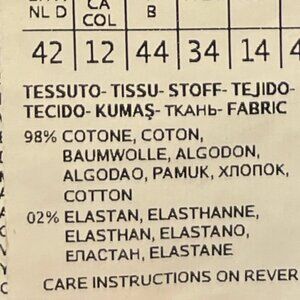 NL D CA COL B
42 12 44 34 14
TESSUTO- TISSU- STOFF- TEJIDO-
TECIDO- KUMAŞ- ТКАНЬ- FABRIC
98% COTONE, COTON,
BAUMWOLLE, ALGODON,
ALGODAO, PAMUK, ХЛОПОК,
COTTON
02% ELASTAN, ELASTHANNE,
ELASTHAN, ELASTANO,
ЕПАСТАН, ELASTANE
CARE INSTRUCTIONS ON REVER